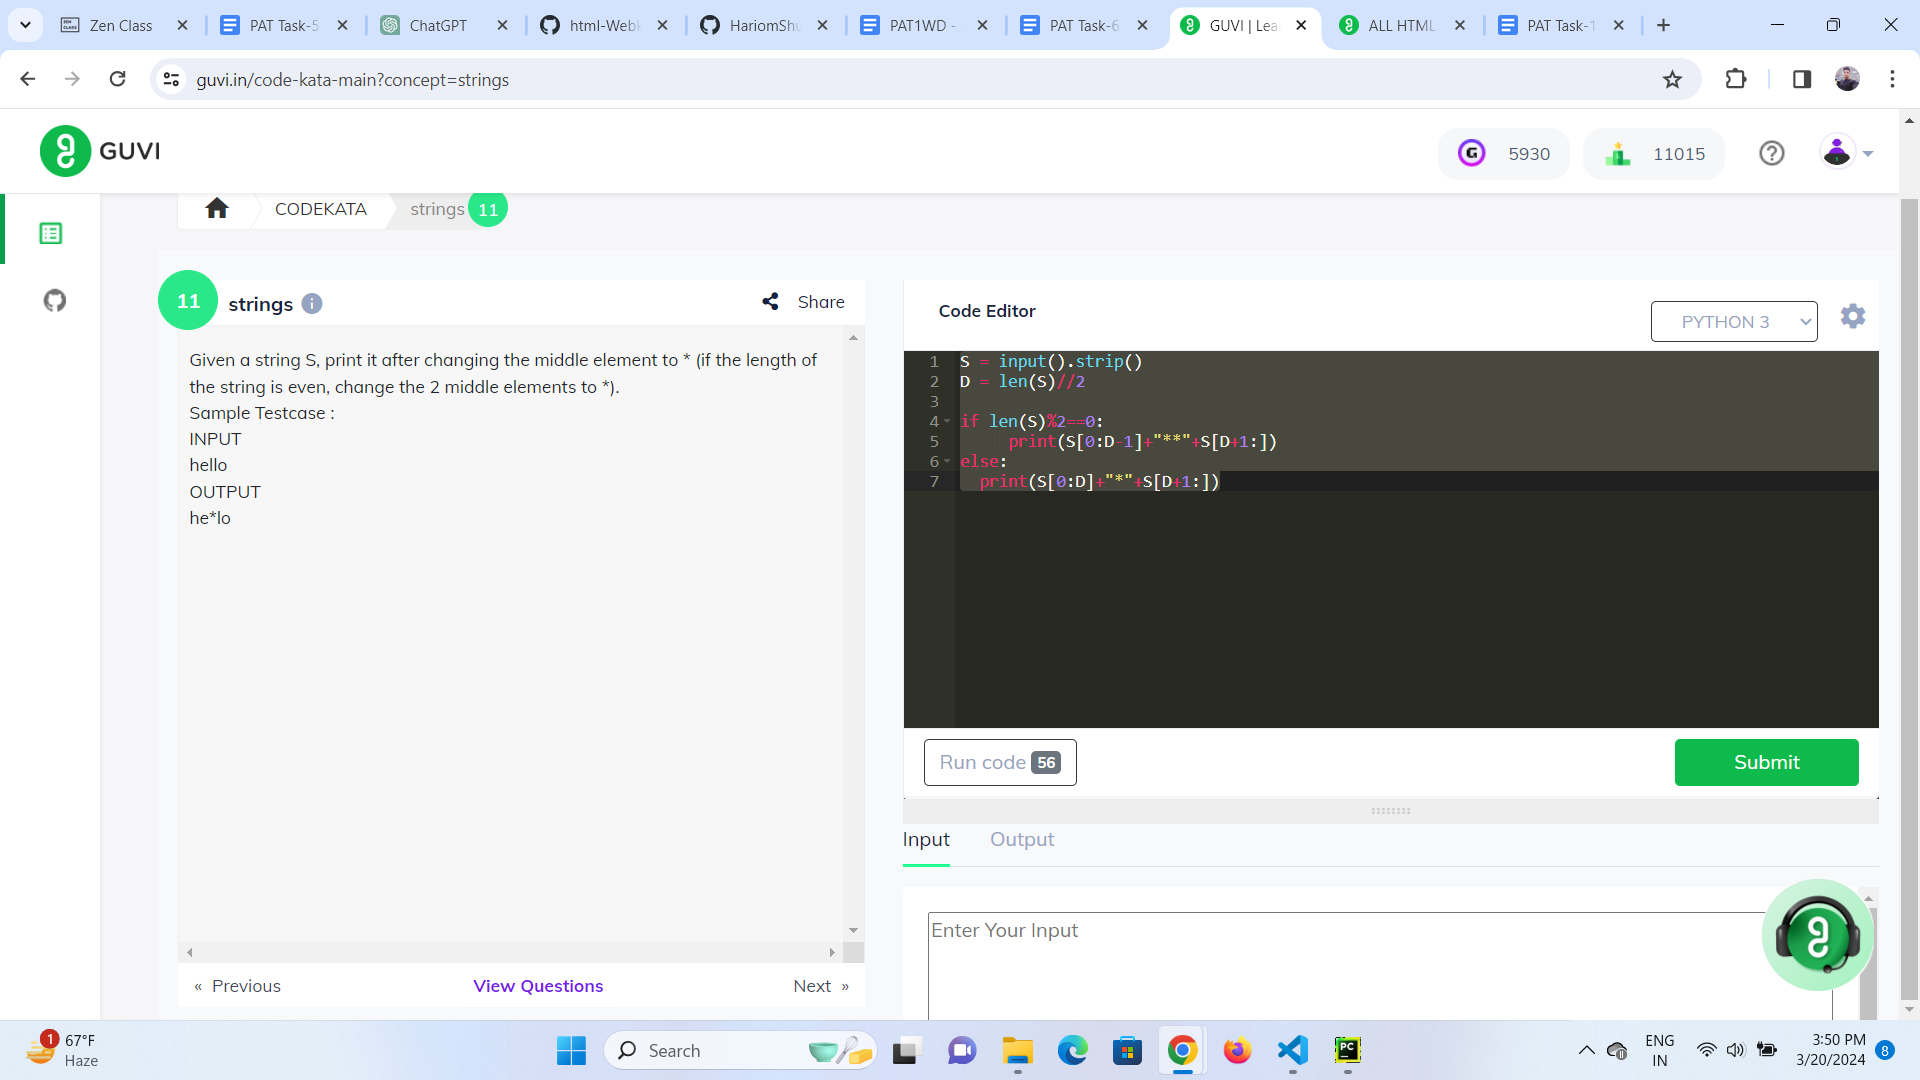 Zen Class
PAT Task-5
ChatGPT
html-Webk
HariomShu
PAT1WD -
PAT Task-6
GUVI | Lea
ALL HTML
PAT Task-1
guvi.in/code-kata-main?concept=strings
GUVI
5930
11015
CODEKATA
strings 11
11
strings
Share
Given a string S, print it after changing the middle element to * (if the length of
the string is even, change the 2 middle elements to *).
Sample Testcase :
INPUT
hello
OUTPUT
he*lo
« Previous
View Questions
Next »
Code Editor
PYTHON 3
1 S = input().strip()
2 D = len(S)//2
3
4 if len(S)%2==0:
5 print(S[0:D-1]+"**"+S[D+1:])
6 else:
7 print(S[0:D]+"*"+S[D+1:])
Run code 56
Submit
Input
Output
Enter Your Input
1
67°F
Haze
Search
PC
ENG
IN
3:50 PM
3/20/2024
8